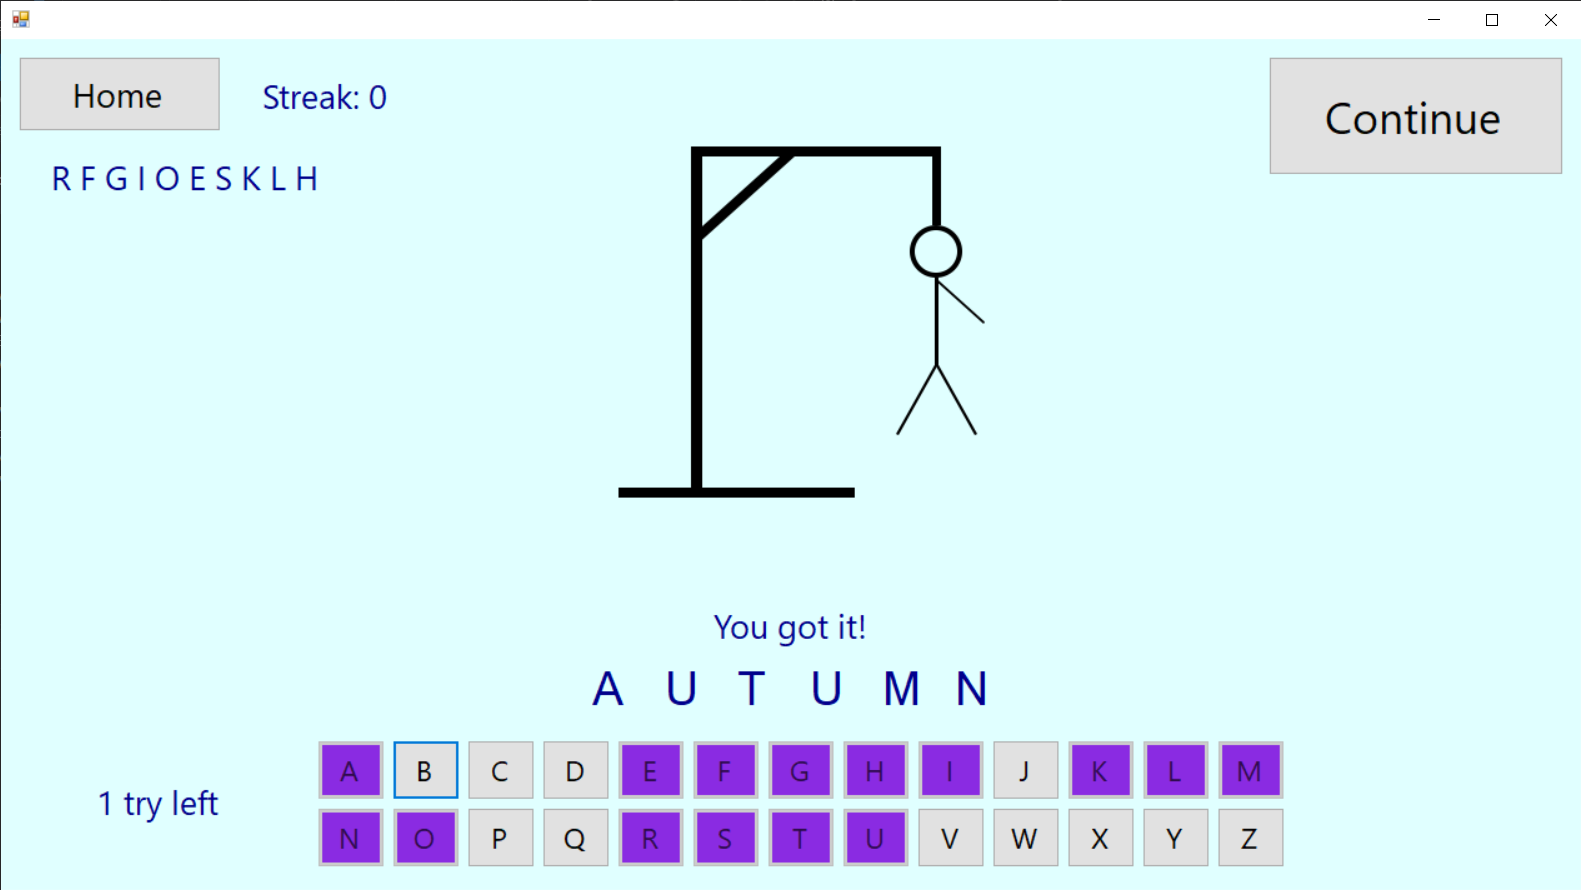 Home
Streak: 0
Continue
R F G I O E S K L H
You got it!
A U T U M N
A B C D E F G H I J K L M
1 try left
N O P Q R S T U V W X Y Z